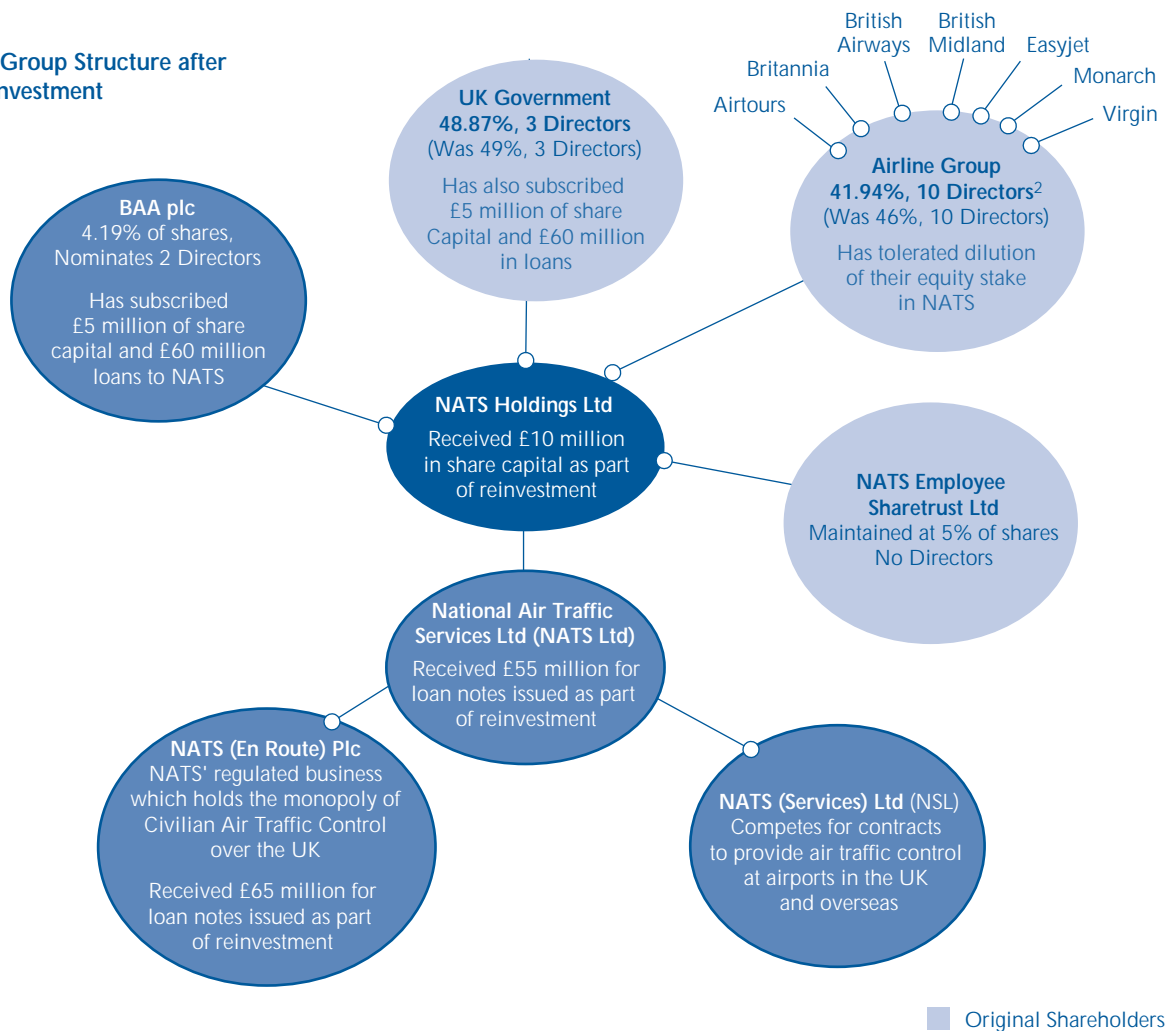 Group Structure after
nvestment
British
Airways
British
Midland
Easyjet
Britannia
Monarch
Airtours
Virgin
UK Government
48.87%, 3 Directors
(Was 49%, 3 Directors)
Has also subscribed
£5 million of share
Capital and £60 million
in loans
Airline Group
41.94%, 10 Directors2
(Was 46%, 10 Directors)
Has tolerated dilution
of their equity stake
in NATS
BAA plc
4.19% of shares,
Nominates 2 Directors
Has subscribed
£5 million of share
capital and £60 million
loans to NATS
NATS Holdings Ltd
Received £10 million
in share capital as part
of reinvestment
NATS Employee
Sharetrust Ltd
Maintained at 5% of shares
No Directors
National Air Traffic
Services Ltd (NATS Ltd)
Received £55 million for
loan notes issued as part
of reinvestment
NATS (En Route) Plc
NATS' regulated business
which holds the monopoly of
Civilian Air Traffic Control
over the UK
Received £65 million for
loan notes issued as part
of reinvestment
NATS (Services) Ltd (NSL)
Competes for contracts
to provide air traffic control
at airports in the UK
and overseas
Original Shareholders